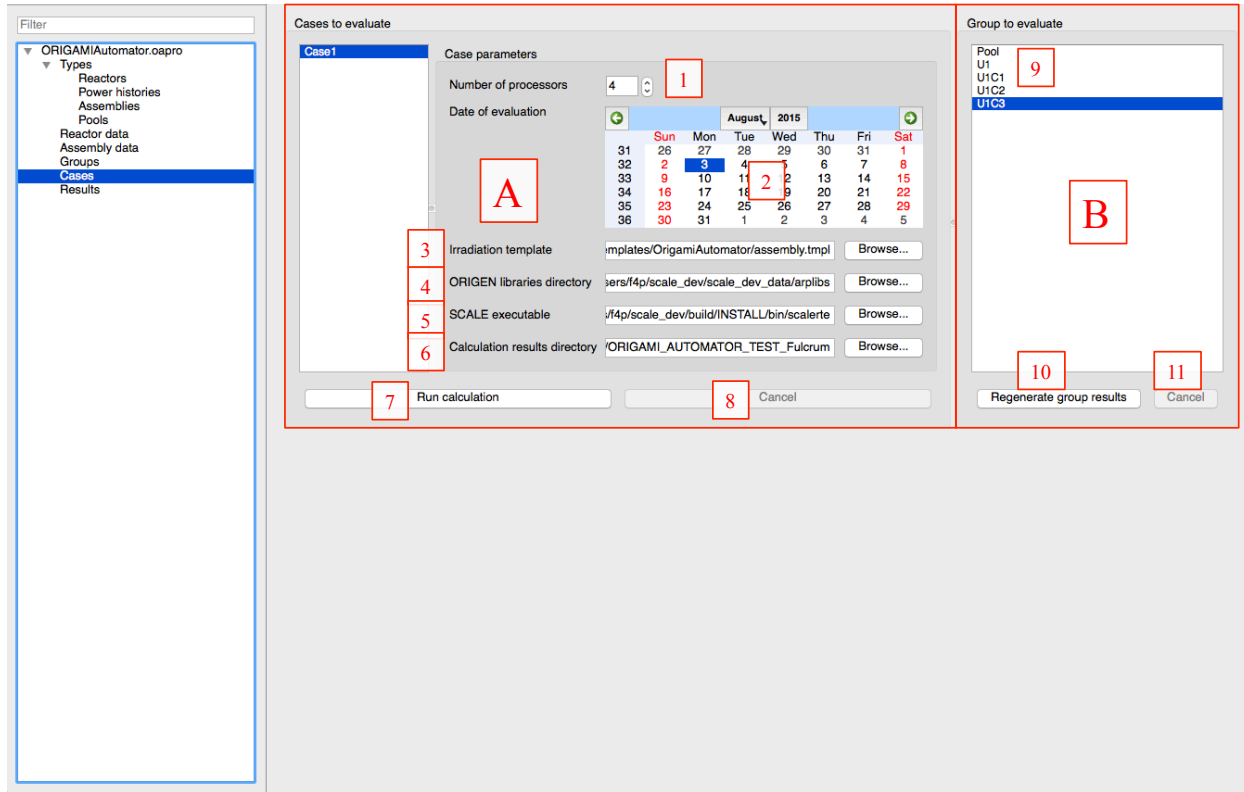 Filter
ORIGAMIAutomator.oapro
Types
Reactors
Power histories
Assemblies
Pools
Reactor data
Assembly data
Groups
Cases
Results
Cases to evaluate
Case1
Case parameters
Number of processors 4 1
Date of evaluation
August 2015
Sun Mon Tue Wed Thu Fri Sat
31 26 27 28 29 30 31 1
32 2 3 4 6 7 8
33 9 10 13 14 15
34 16 17 20 21 22
35 23 24 25 26 27 28 29
36 30 31 1 2 3 4 5
2
A
3 Irradiation template emplates/OrigamiAutomator/assembly.tmpl Browse...
4 ORIGEN libraries directory sers/f4p/scale_dev/scale_dev_data/arplibs Browse...
5 SCALE executable s/f4p/scale_dev/build/INSTALL/bin/scalerte Browse...
6 Calculation results directory /ORIGAMI_AUTOMATOR_TEST_Fulcrum Browse...
7 Run calculation
8 Cancel
Group to evaluate
Pool
U1
U1C1
U1C2
U1C3
9
B
10
11
Regenerate group results Cancel